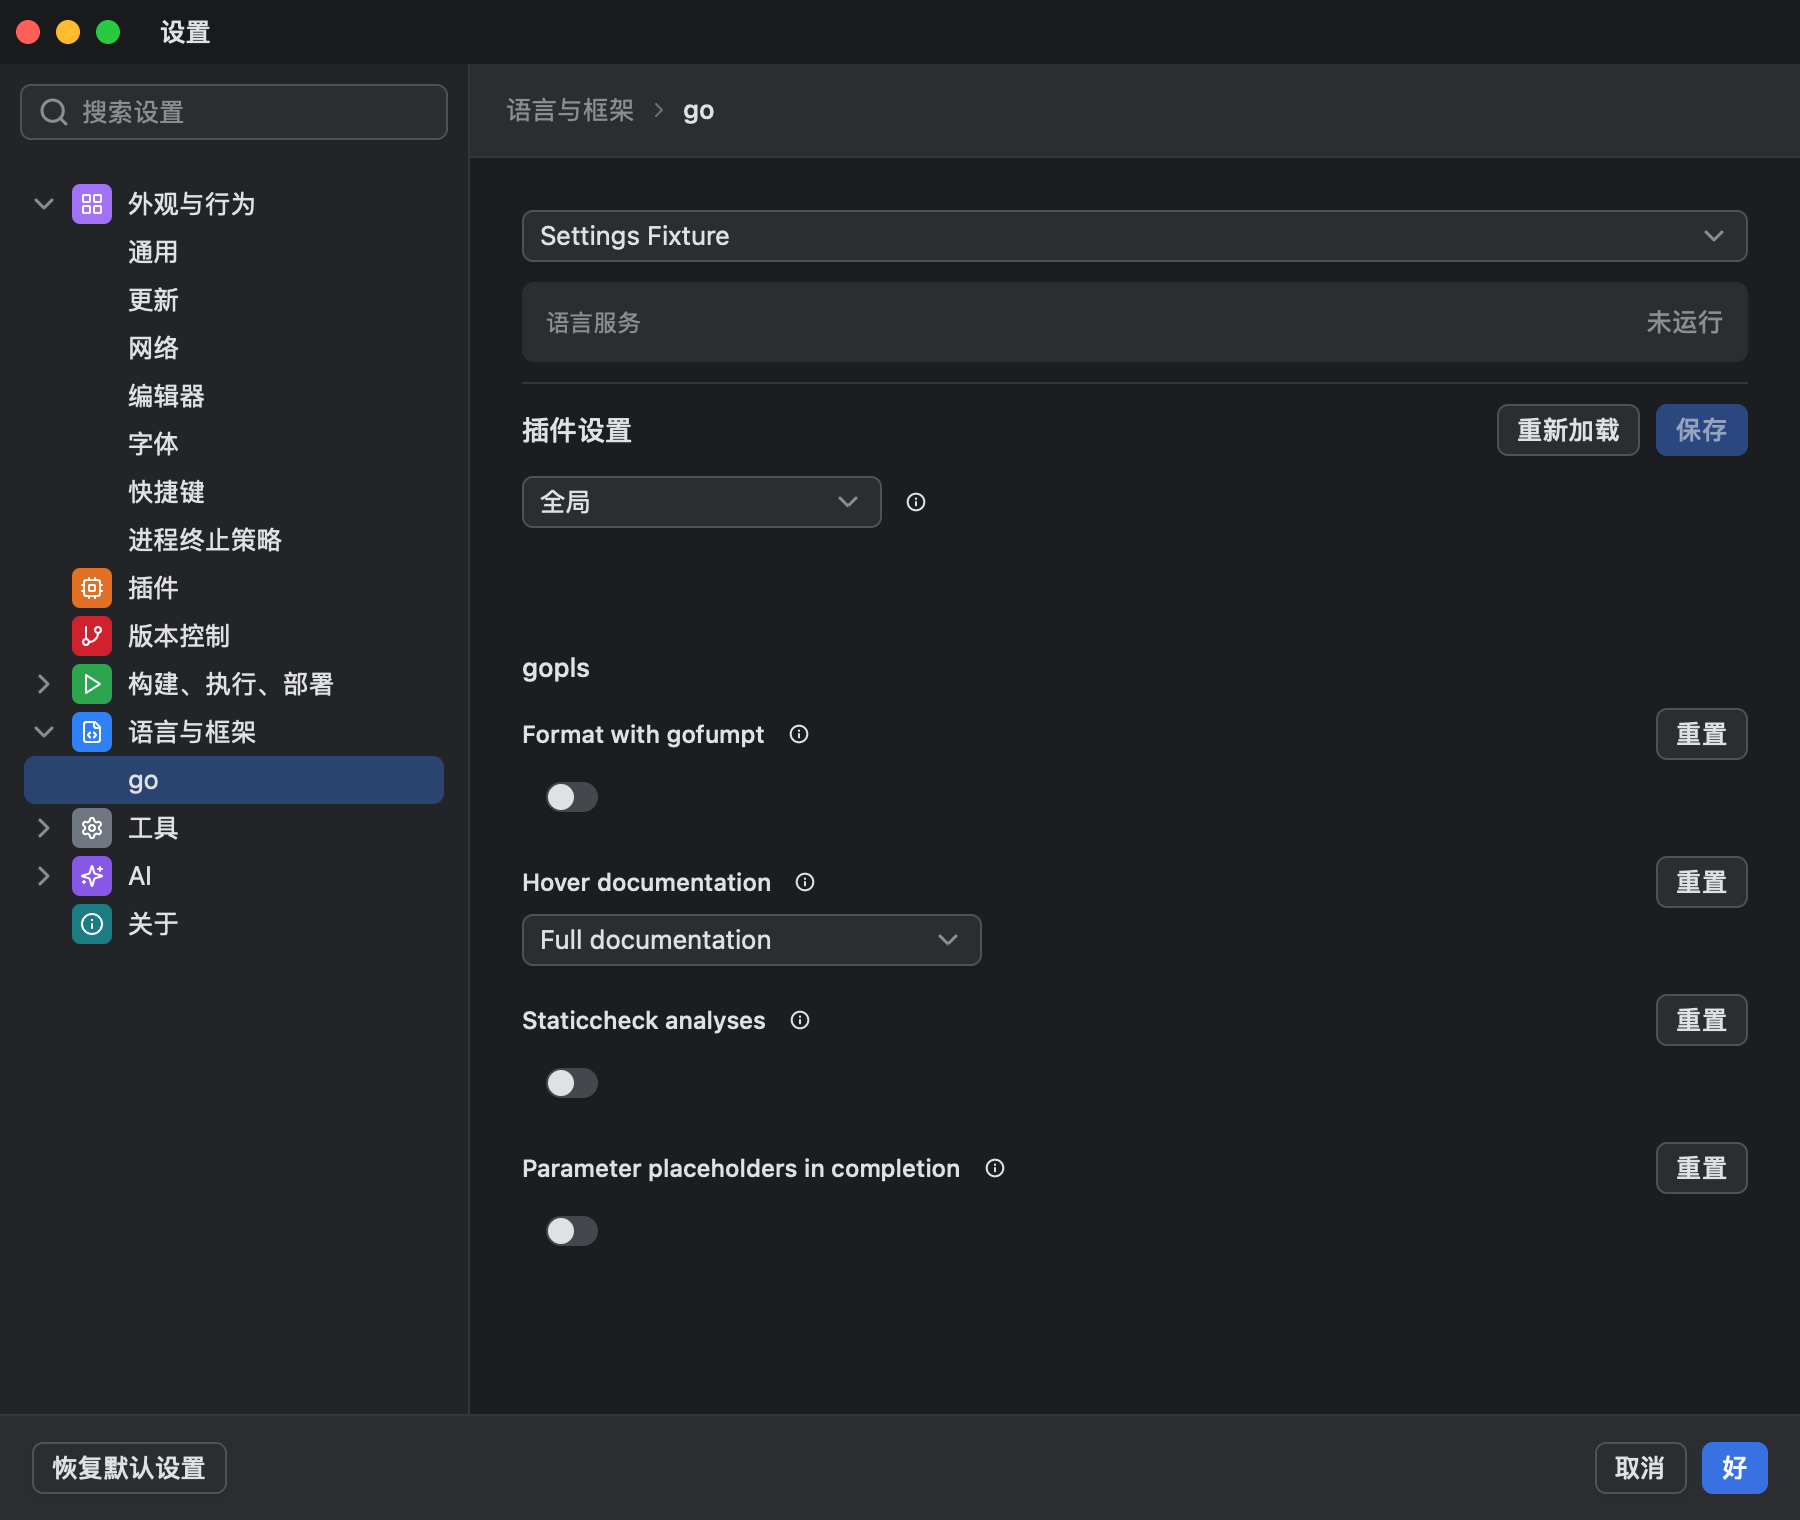 设置
搜索设置
外观与行为
通用
更新
网络
编辑器
字体
快捷键
进程终止策略
插件
版本控制
构建、执行、部署
语言与框架
go
工具
AI
关于
语言与框架 > go
Settings Fixture
语言服务 未运行
插件设置 重新加载 保存
全局
gopls
Format with gofumpt 重置
Hover documentation 重置
Full documentation
Staticcheck analyses 重置
Parameter placeholders in completion 重置
恢复默认设置 取消 好